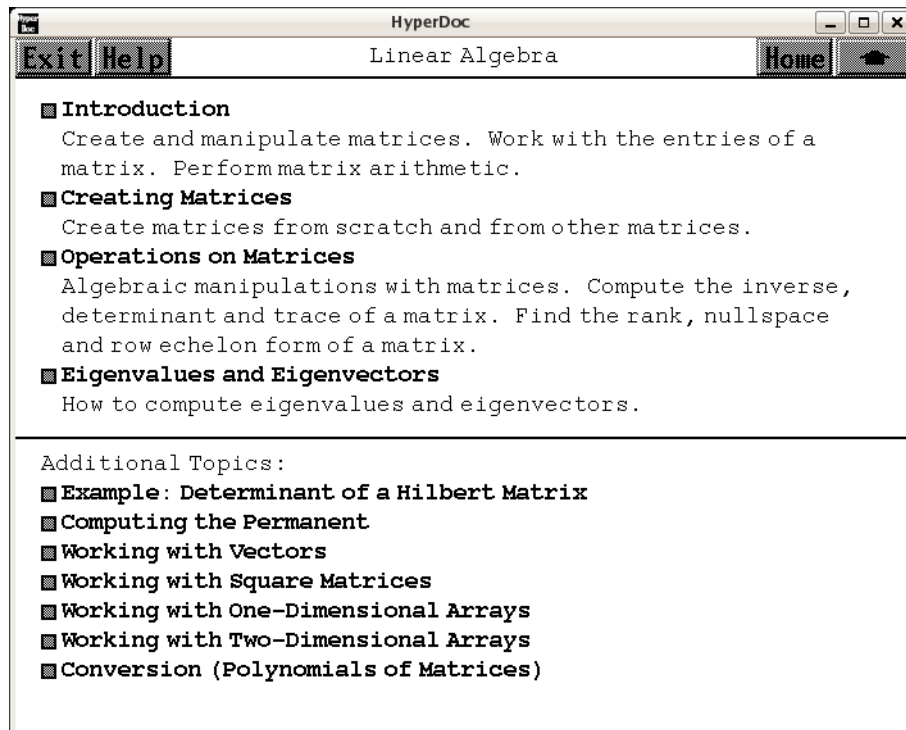 Hyper Doc
HyperDoc
Exit Help Linear Algebra Home
Introduction
Create and manipulate matrices. Work with the entries of a
matrix. Perform matrix arithmetic.
Creating Matrices
Create matrices from scratch and from other matrices.
Operations on Matrices
Algebraic manipulations with matrices. Compute the inverse,
determinant and trace of a matrix. Find the rank, nullspace
and row echelon form of a matrix.
Eigenvalues and Eigenvectors
How to compute eigenvalues and eigenvectors.
Additional Topics:
Example: Determinant of a Hilbert Matrix
Computing the Permanent
Working with Vectors
Working with Square Matrices
Working with One-Dimensional Arrays
Working with Two-Dimensional Arrays
Conversion (Polynomials of Matrices)